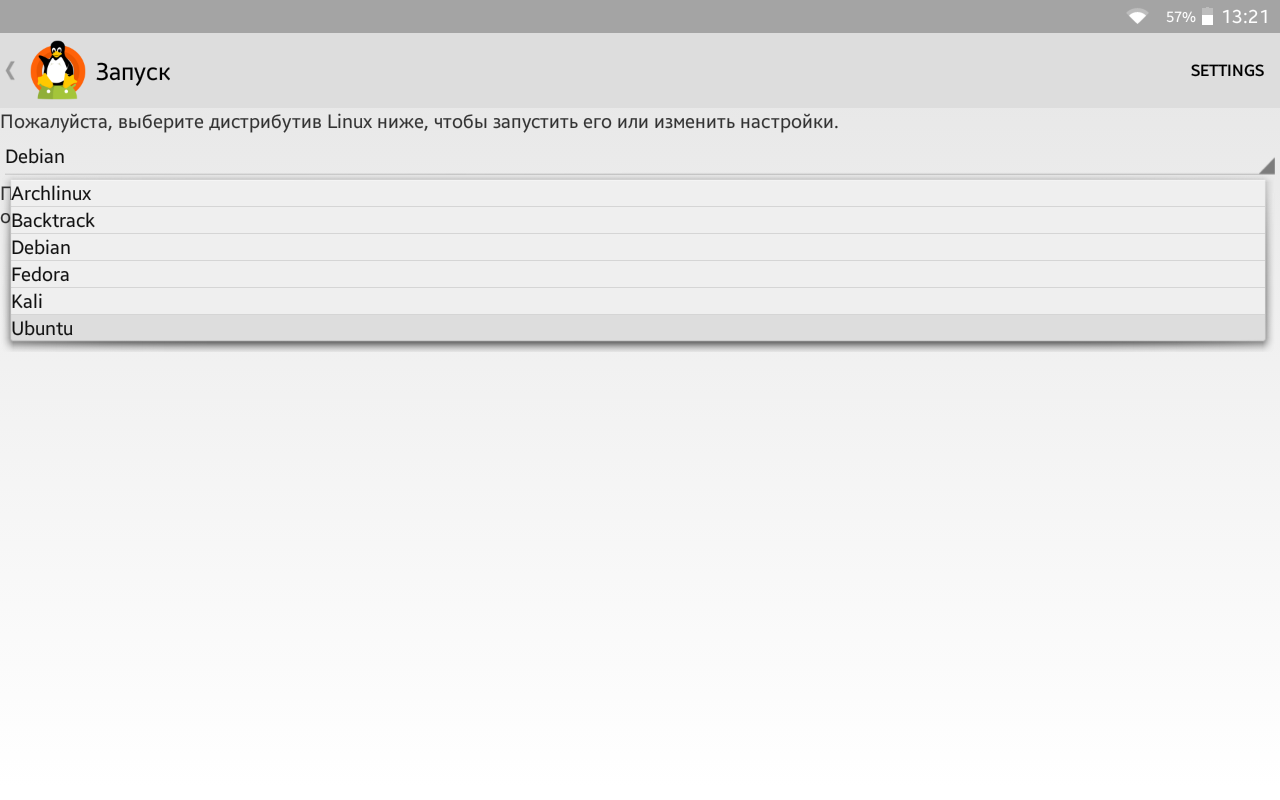 57% 13:21
Запуск
SETTINGS
Пожалуйста, выберите дистрибутив Linux ниже, чтобы запустить его или изменить настройки.
Debian
Archlinux
Backtrack
Debian
Fedora
Kali
Ubuntu